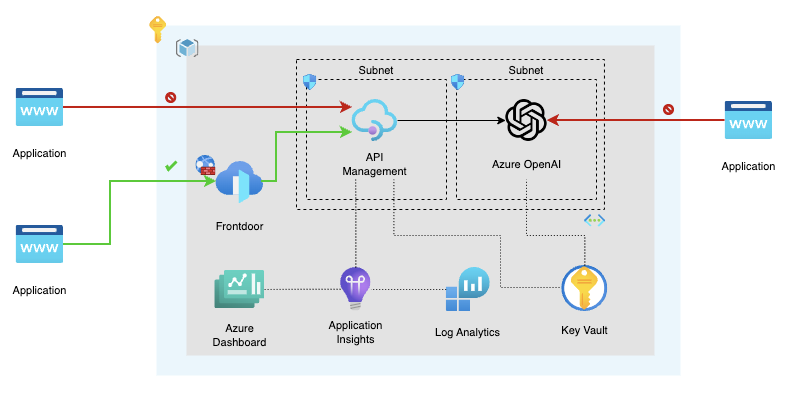 Subnet
Subnet
WWW
Application
API
Management
Azure OpenAI
WWW
Application
WWW
Application
Frontdoor
Azure
Dashboard
Application
Insights
Log Analytics
Key Vault